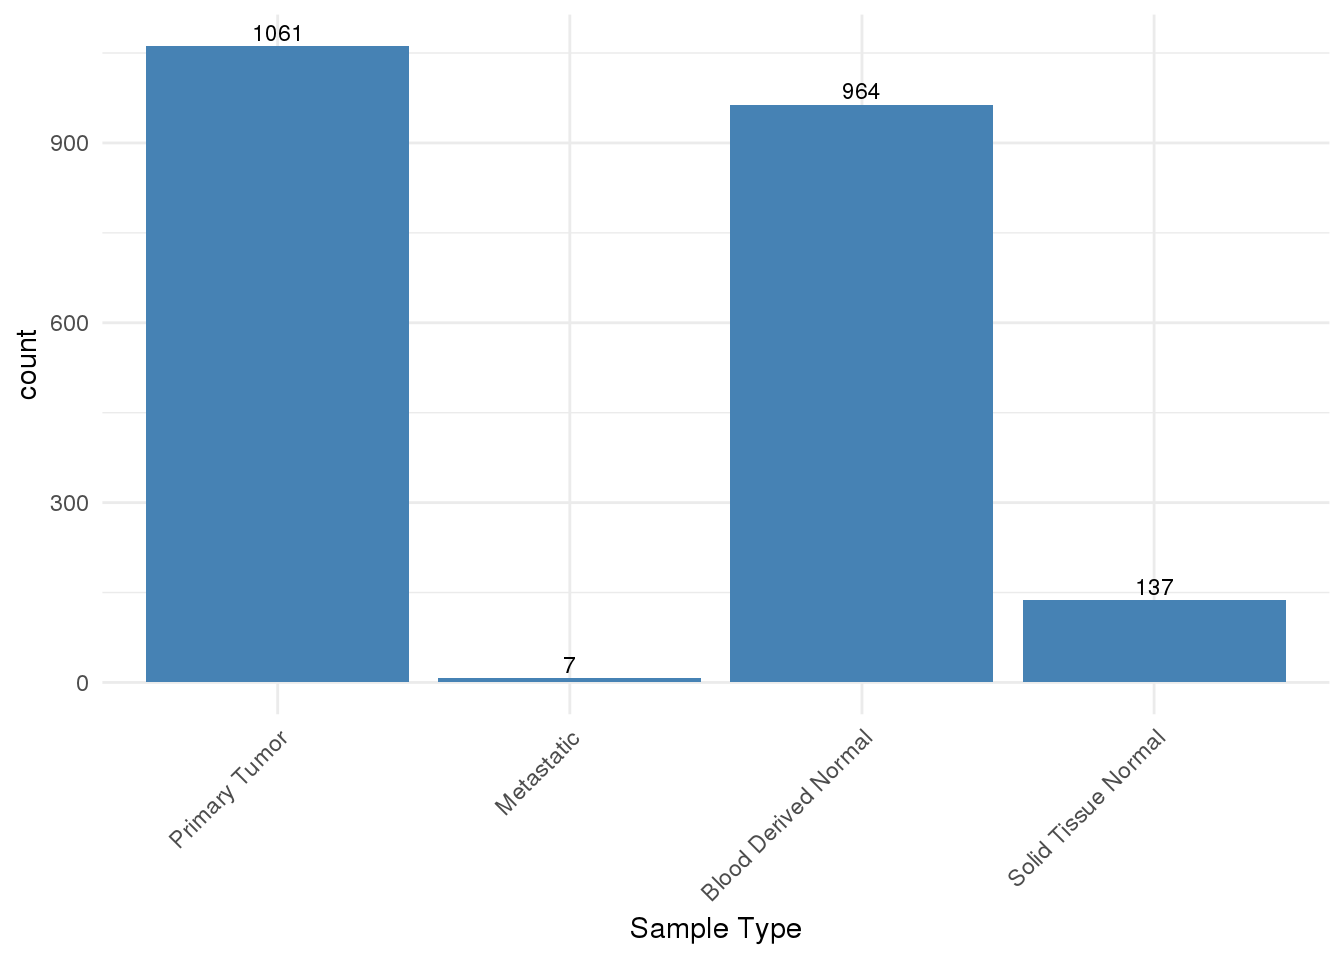 1061
964
900
600
count
300
137
7
0
Primary Tumor
Metastatic
Blood Derived Normal
Solid Tissue Normal
Sample Type